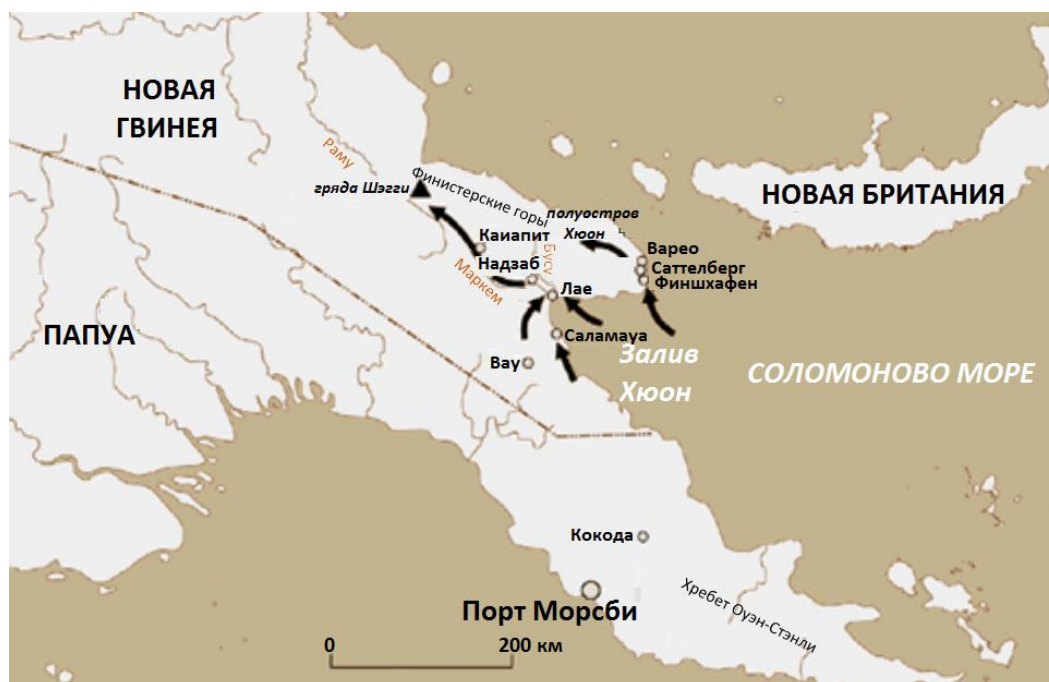 НОВАЯ
ГВИНЕЯ
Раму
гряда Шэгги
Финистерские горы
НОВАЯ БРИТАНИЯ
полуостров
Хюон
Каиапит
Бусу
Варео
Надзаб
Саттелберг
Маркем
Финшхафен
Лае
ПАПУА
Саламауа
Вау
Залив
Хюон
СОЛОМОНОВО МОРЕ
Кокода
Порт Морсби
Хребет Оуэн-Стэнли
0
200 км